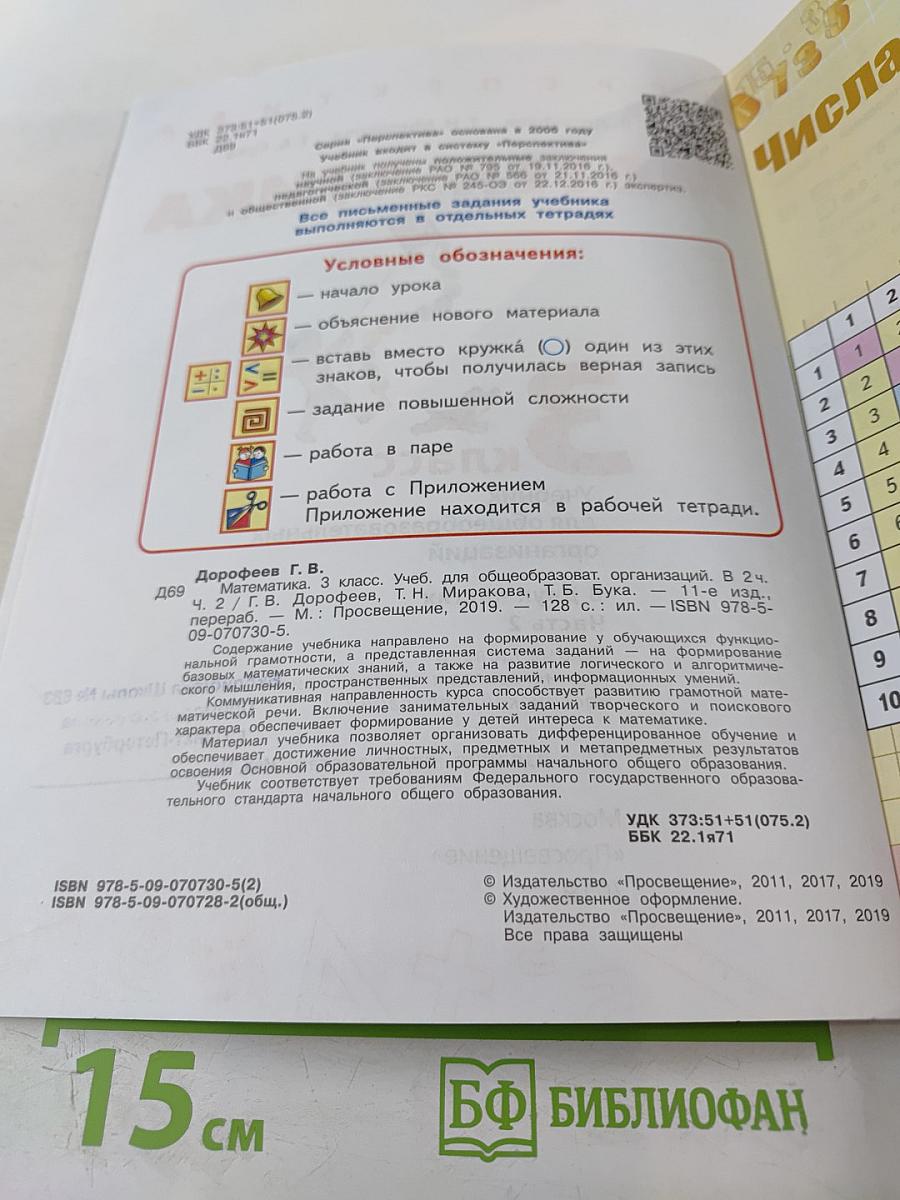 УДК 373:51+51(075.2)
ББК 22.1я71
Д69
Серия «Перспектива» основана в 2006 году
Учебник входит в систему «Перспектива»
На учебник получены положительные заключения
научной (заключение РАО № 795 от 19.11.2016 г.),
педагогической (заключение РАО № 566 от 21.11.2016 г.)
и общественной (заключение РКС № 245-ОЭ от 22.12.2016 г.) экспертиз.
Все письменные задания учебника
выполняются в отдельных тетрадях
Условные обозначения:
— начало урока
— объяснение нового материала
— вставь вместо кружка́ (○) один из этих
знаков, чтобы получилась верная запись
— задание повышенной сложности
— работа в паре
— работа с Приложением
Приложение находится в рабочей тетради.
Дорофеев Г. В.
Д69 Математика. 3 класс. Учеб. для общеобразоват. организаций. В 2 ч.
Ч. 2 / Г. В. Дорофеев, Т. Н. Миракова, Т. Б. Бука. — 11-е изд.,
перераб. — М. : Просвещение, 2019. — 128 с. : ил. — ISBN 978-5-
09-070730-5.
Содержание учебника направлено на формирование у обучающихся функцио-
нальной грамотности, а представленная система заданий — на формирование
базовых математических знаний, а также на развитие логического и алгоритмиче-
ского мышления, пространственных представлений, информационных умений.
Коммуникативная направленность курса способствует развитию грамотной мате-
матической речи. Включение занимательных заданий творческого и поискового
характера обеспечивает формирование у детей интереса к математике.
Материал учебника позволяет организовать дифференцированное обучение и
обеспечивает достижение личностных, предметных и метапредметных результатов
освоения Основной образовательной программы начального общего образования.
Учебник соответствует требованиям Федерального государственного образова-
тельного стандарта начального общего образования.
УДК 373:51+51(075.2)
ББК 22.1я71
ISBN 978-5-09-070730-5(2)
ISBN 978-5-09-070728-2(общ.)
© Издательство «Просвещение», 2011, 2017, 2019
© Художественное оформление.
Издательство «Просвещение», 2011, 2017, 2019
Все права защищены
Числа
1 2
1 1
2 2
3 3
4 4
5 5
6
7
8
9
10
15 см
БФ БИБЛИОФАН